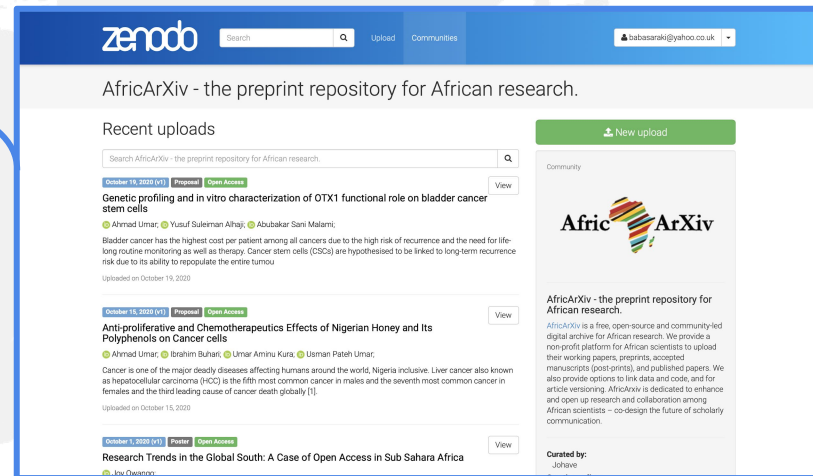 zenodo
Search
Upload
Communities
babasaraki@yahoo.co.uk
AfricArXiv - the preprint repository for African research.
Recent uploads
Search AfricArXiv - the preprint repository for African research.
October 19, 2020 (v1) Proposal Open Access
View
Genetic profiling and in vitro characterization of OTX1 functional role on bladder cancer
stem cells
Ahmad Umar; Yusuf Suleiman Alhaji; Abubakar Sani Malami;
Bladder cancer has the highest cost per patient among all cancers due to the high risk of recurrence and the need for life-
long routine monitoring as well as therapy. Cancer stem cells (CSCs) are hypothesised to be linked to long-term recurrence
risk due to its ability to repopulate the entire tumou
Uploaded on October 19, 2020
October 15, 2020 (v1) Proposal Open Access
View
Anti-proliferative and Chemotherapeutics Effects of Nigerian Honey and Its
Polyphenols on Cancer cells
Ahmad Umar; Ibrahim Buhari; Umar Aminu Kura; Usman Pateh Umar;
Cancer is one of the major deadly diseases affecting humans around the world, Nigeria inclusive. Liver cancer also known
as hepatocellular carcinoma (HCC) is the fifth most common cancer in males and the seventh most common cancer in
females and the third leading cause of cancer death globally [1].
Uploaded on October 15, 2020
October 1, 2020 (v1) Poster Open Access
View
Research Trends in the Global South: A Case of Open Access in Sub Sahara Africa
Joy Owango;
New upload
Community
Afric ArXiv
AfricArXiv - the preprint repository for
African research.
AfricArXiv is a free, open-source and community-led
digital archive for African research. We provide a
non-profit platform for African scientists to upload
their working papers, preprints, accepted
manuscripts (post-prints), and published papers. We
also provide options to link data and code, and for
article versioning. AfricArxiv is dedicated to enhance
and open up research and collaboration among
African scientists – co-design the future of scholarly
communication.
Curated by:
Johave